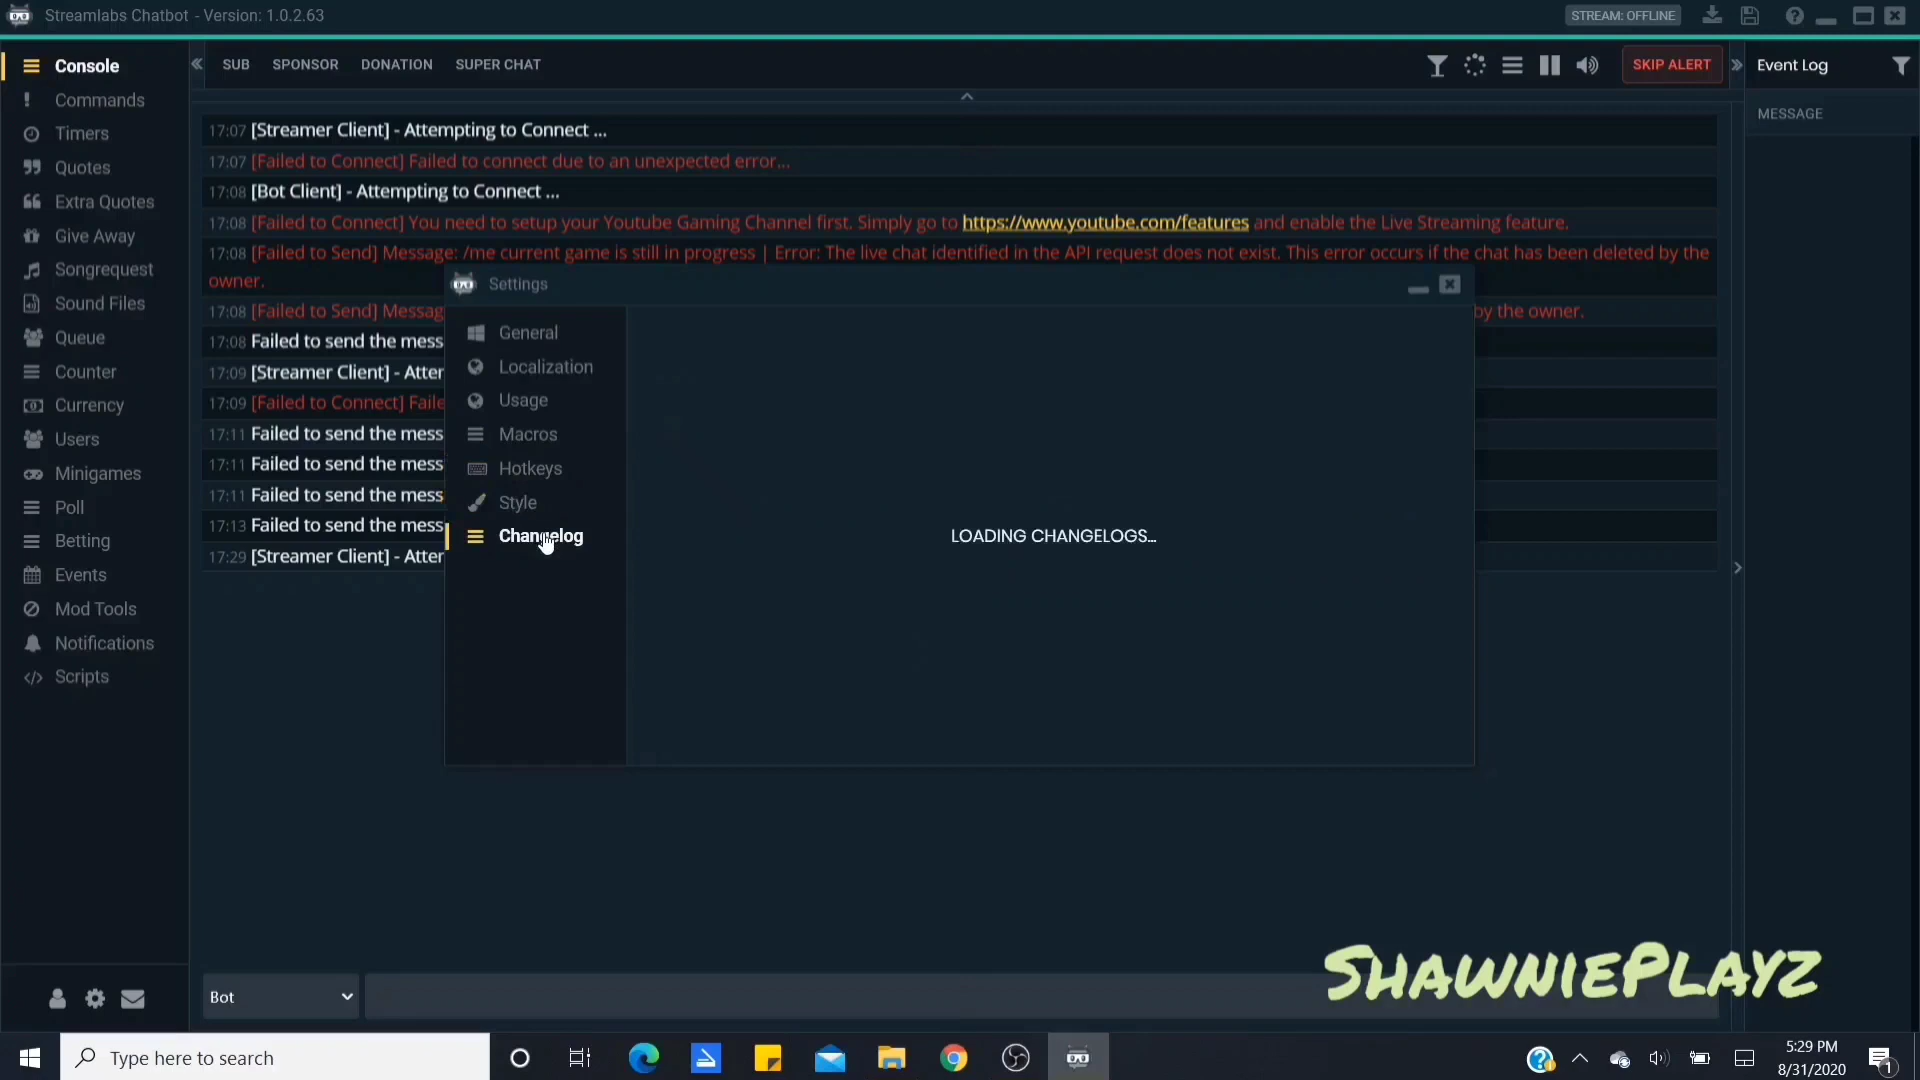 Streamlabs Chatbot - Version: 1.0.2.63
STREAM: OFFLINE
Console
Commands
Timers
Quotes
Extra Quotes
Give Away
Songrequest
Sound Files
Queue
Counter
Currency
Users
Minigames
Poll
Betting
Events
Mod Tools
Notifications
Scripts
SUB SPONSOR DONATION SUPER CHAT
SKIP ALERT
Event Log
MESSAGE
17:07 [Streamer Client] - Attempting to Connect ...
17:07 [Failed to Connect] Failed to connect due to an unexpected error...
17:08 [Bot Client] - Attempting to Connect ...
17:08 [Failed to Connect] You need to setup your Youtube Gaming Channel first. Simply go to https://www.youtube.com/features and enable the Live Streaming feature.
17:08 [Failed to Send] Message: /me current game is still in progress | Error: The live chat identified in the API request does not exist. This error occurs if the chat has been deleted by the
owner.
17:08 [Failed to Send] Messag by the owner.
17:08 Failed to send the mess
17:09 [Streamer Client] - Atter
17:09 [Failed to Connect] Faile
17:11 Failed to send the mess
17:11 Failed to send the mess
17:11 Failed to send the mess
17:13 Failed to send the mess
17:29 [Streamer Client] - Atter
Settings
General
Localization
Usage
Macros
Hotkeys
Style
Changelog
LOADING CHANGELOGS...
Bot
ShawniePlayz
Type here to search
5:29 PM
8/31/2020
1